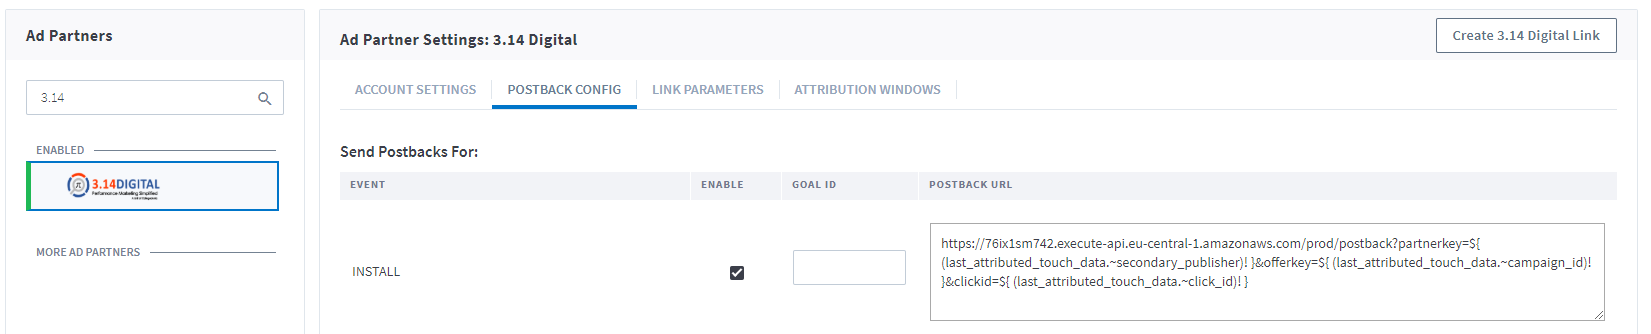 Ad Partners
3.14
ENABLED
3.14DIGITAL
Performance Marketing Simplified
MORE AD PARTNERS
Ad Partner Settings: 3.14 Digital
Create 3.14 Digital Link
ACCOUNT SETTINGS
POSTBACK CONFIG
LINK PARAMETERS
ATTRIBUTION WINDOWS
Send Postbacks For:
EVENT
ENABLE
GOAL ID
POSTBACK URL
INSTALL
https://76ix1sm742.execute-api.eu-central-1.amazonaws.com/prod/postback?partnerkey=${
(last_attributed_touch_data.~secondary_publisher)! }&offerkey=${ (last_attributed_touch_data.~campaign_id)!
}&clickid=${ (last_attributed_touch_data.~click_id)! }